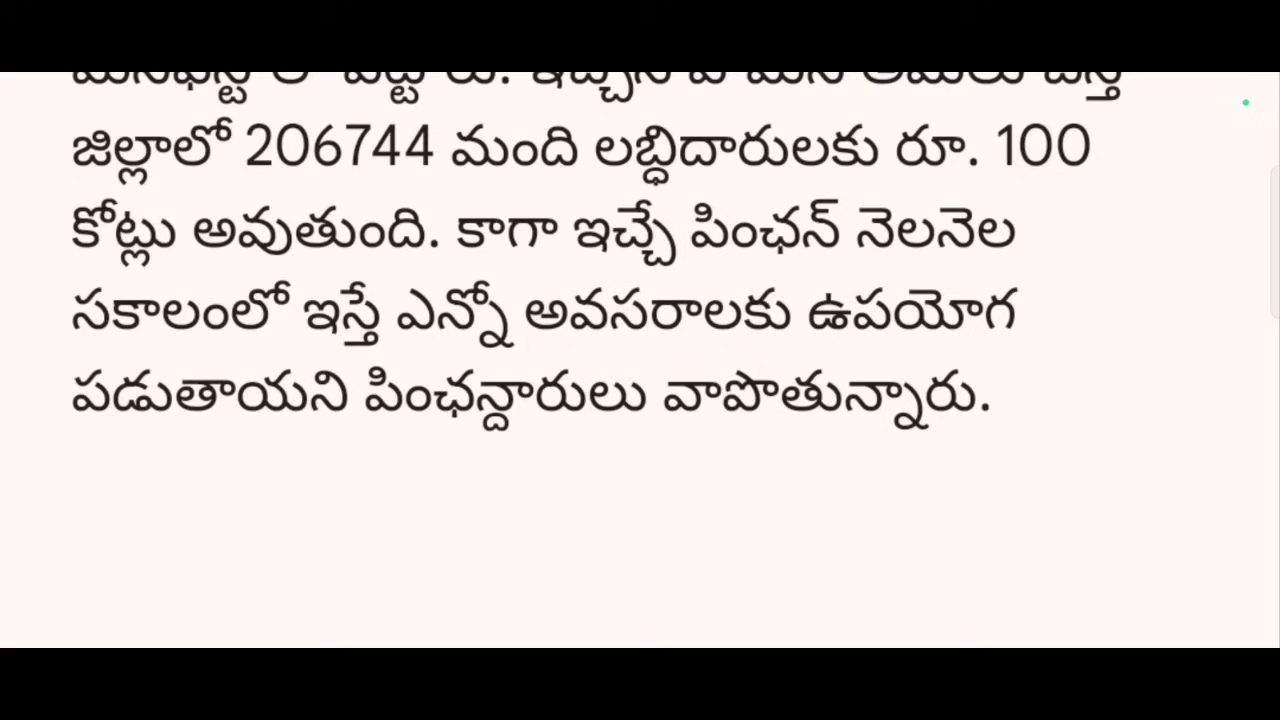 జిల్లాలో 206744 మంది లబ్ధిదారులకు రూ. 100
కోట్లు అవుతుంది. కాగా ఇచ్చే పింఛన్ నెలనెల
సకాలంలో ఇస్తే ఎన్నో అవసరాలకు ఉపయోగ
పడుతాయని పింఛన్దారులు వాపొతున్నారు.